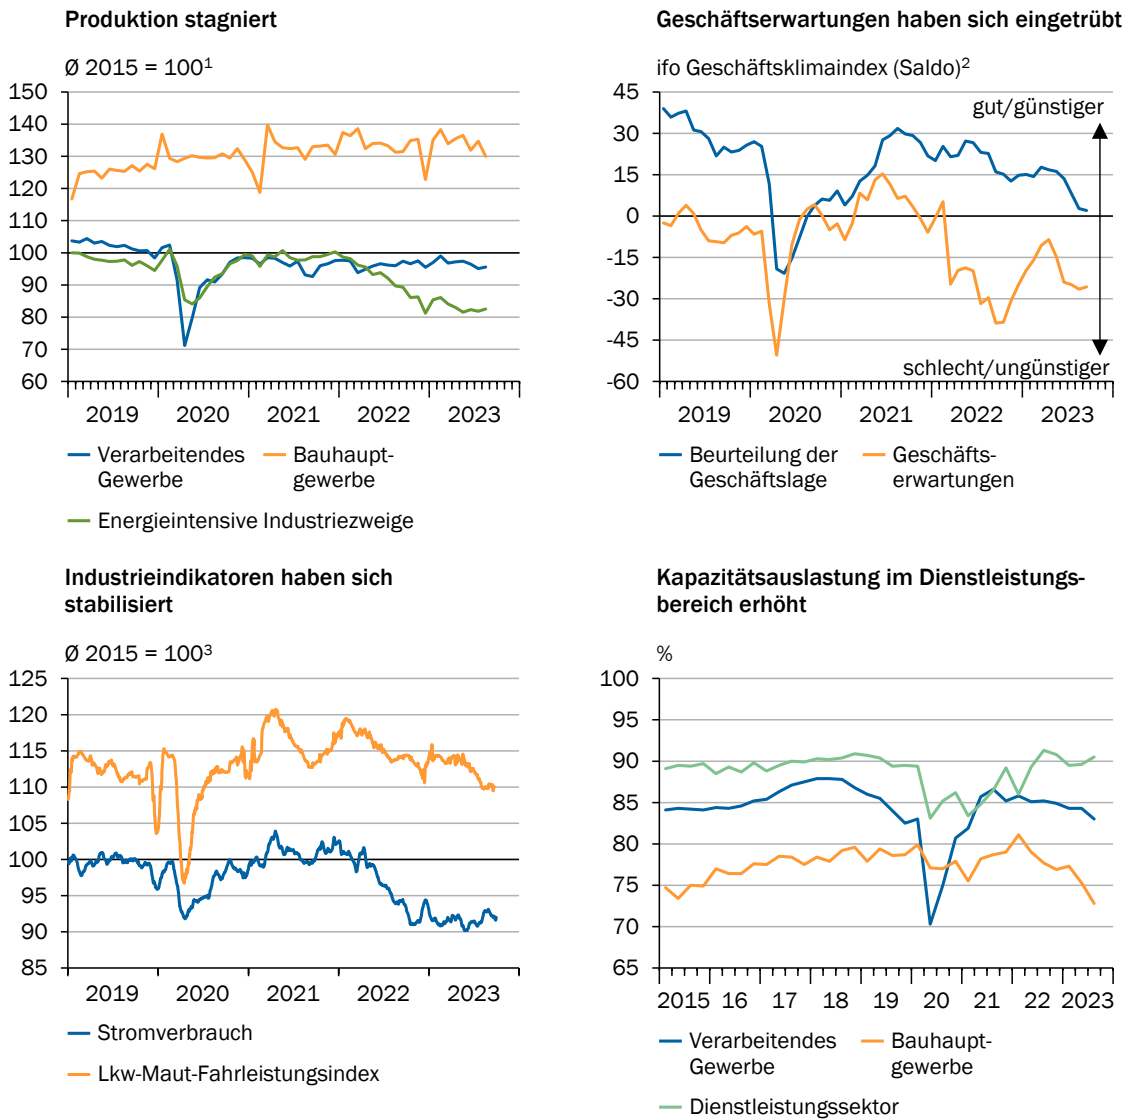 Produktion stagniert
Ø 2015 = 100¹
150
140
130
120
110
100
90
80
70
60
2019 2020 2021 2022 2023
Verarbeitendes Gewerbe
Bauhaupt-
gewerbe
Energieintensive Industriezweige
Geschäftserwartungen haben sich eingetrübt
ifo Geschäftsklimaindex (Saldo)²
45
30
15
0
-15
-30
-45
-60
gut/günstiger
schlecht/ungünstiger
2019 2020 2021 2022 2023
Beurteilung der
Geschäftslage
Geschäfts-
erwartungen
Industrieindikatoren haben sich
stabilisiert
Ø 2015 = 100³
125
120
115
110
105
100
95
90
85
2019 2020 2021 2022 2023
Stromverbrauch
Lkw-Maut-Fahrleistungsindex
Kapazitätsauslastung im Dienstleistungs-
bereich erhöht
%
100
95
90
85
80
75
70
65
2015 16 17 18 19 20 21 22 2023
Verarbeitendes
Gewerbe
Bauhaupt-
gewerbe
Dienstleistungssektor